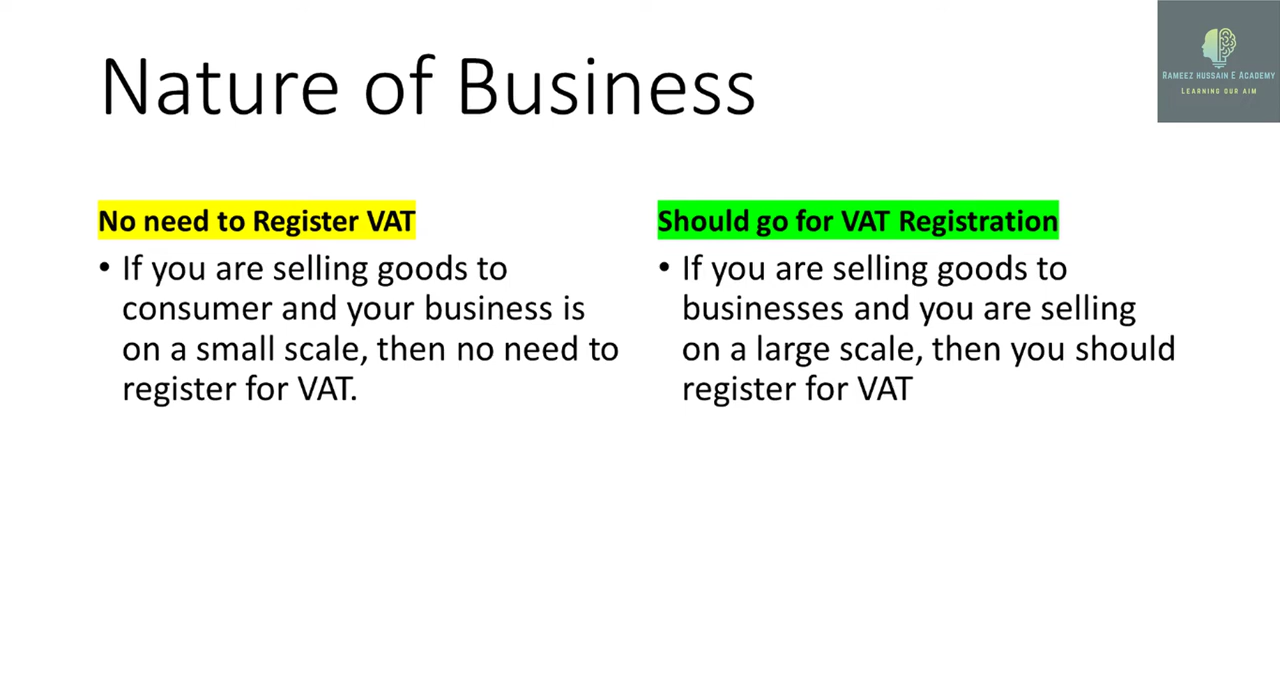 Nature of Business
RAMEEZ HUSSAIN E ACADEMY
LEARNING OUR AIM
No need to Register VAT
• If you are selling goods to
consumer and your business is
on a small scale, then no need to
register for VAT.
Should go for VAT Registration
• If you are selling goods to
businesses and you are selling
on a large scale, then you should
register for VAT